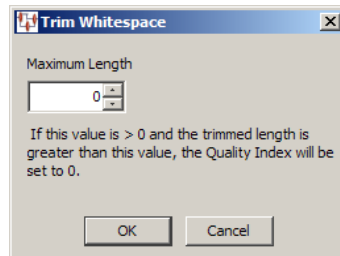 Trim Whitespace
Maximum Length
0
If this value is > 0 and the trimmed length is
greater than this value, the Quality Index will be
set to 0.
OK Cancel